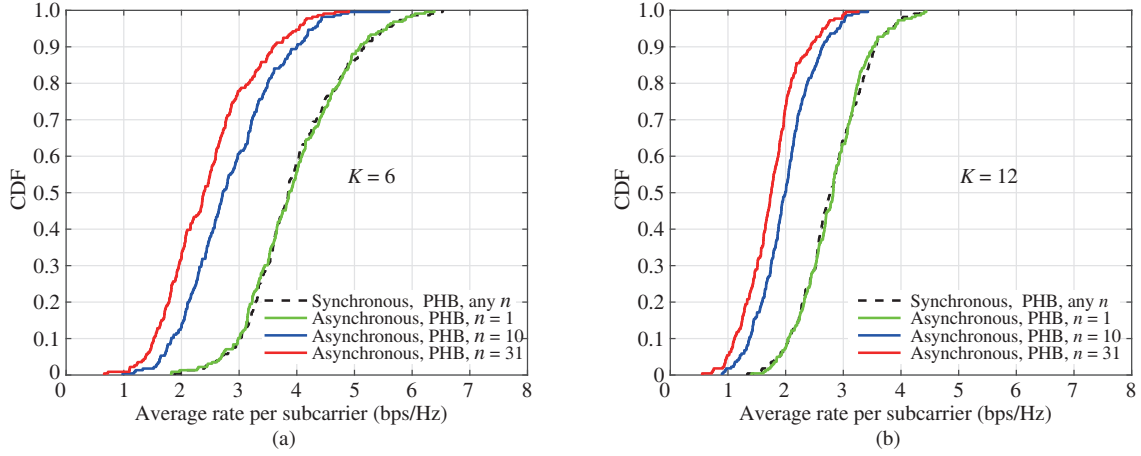 1.0
0.9
0.8
0.7
0.6
0.5
0.4
0.3
0.2
0.1
0
CDF
K = 6
Synchronous, PHB, any n
Asynchronous, PHB, n = 1
Asynchronous, PHB, n = 10
Asynchronous, PHB, n = 31
0 1 2 3 4 5 6 7 8
Average rate per subcarrier (bps/Hz)
(a)
1.0
0.9
0.8
0.7
0.6
0.5
0.4
0.3
0.2
0.1
0
CDF
K = 12
Synchronous, PHB, any n
Asynchronous, PHB, n = 1
Asynchronous, PHB, n = 10
Asynchronous, PHB, n = 31
0 1 2 3 4 5 6 7 8
Average rate per subcarrier (bps/Hz)
(b)